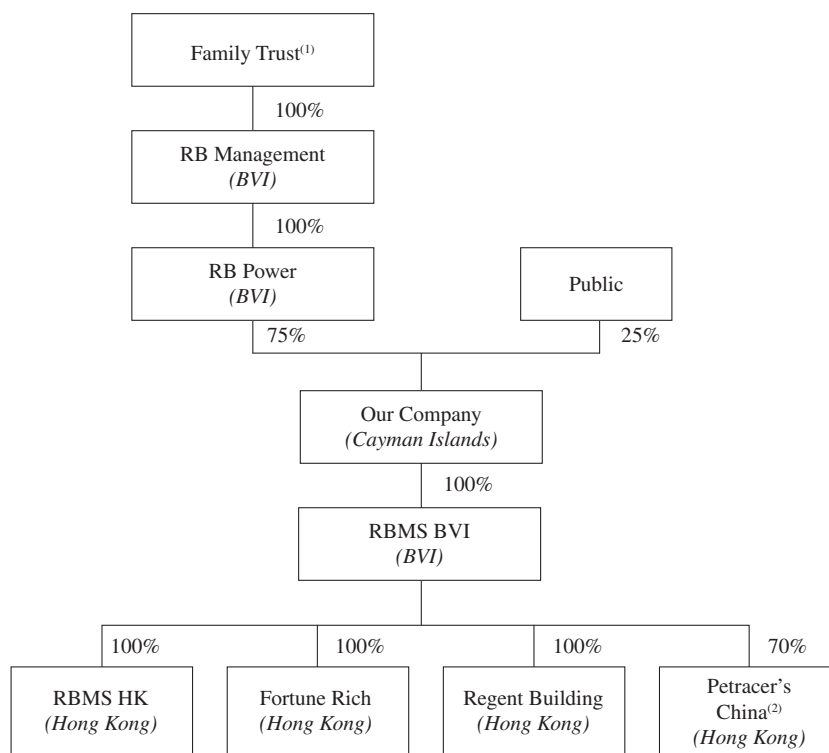 Family Trust(1)
100%
RB Management
(BVI)
100%
RB Power
(BVI)
Public
75%
25%
Our Company
(Cayman Islands)
100%
RBMS BVI
(BVI)
100%
100%
100%
70%
RBMS HK
(Hong Kong)
Fortune Rich
(Hong Kong)
Regent Building
(Hong Kong)
Petracer's
China(2)
(Hong Kong)